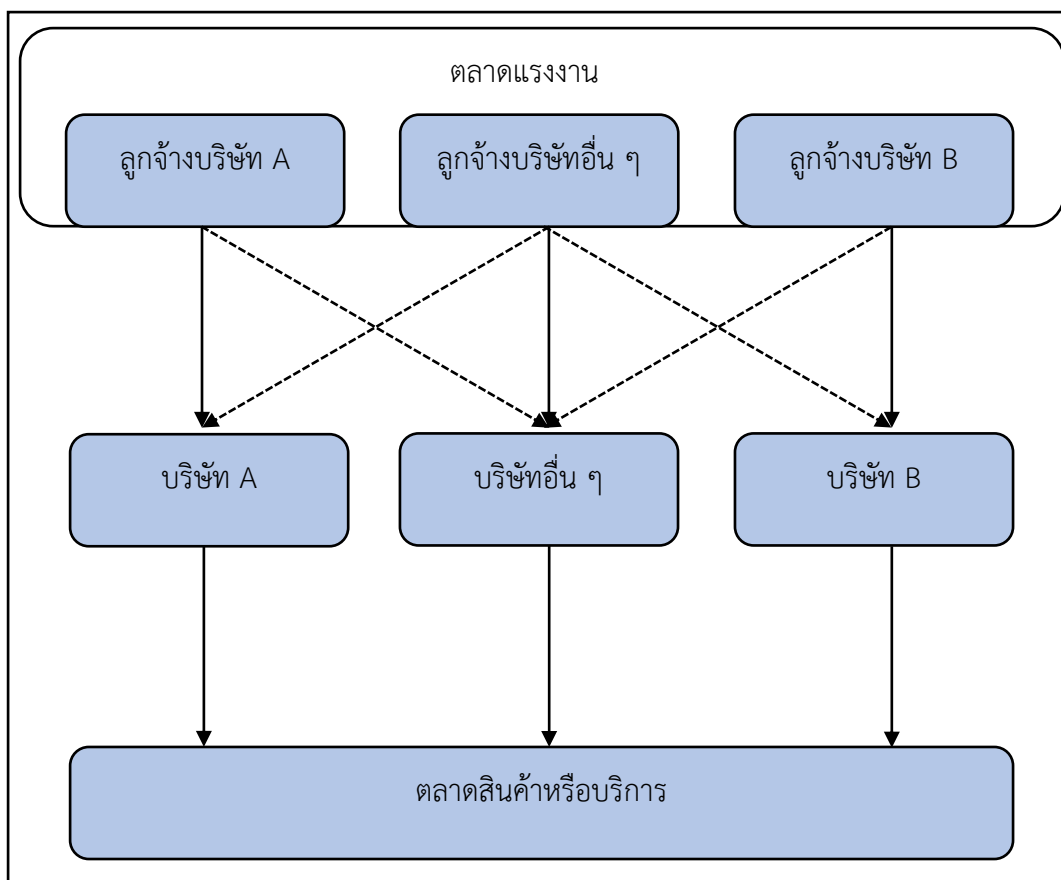 ตลาดแรงงาน
ลูกจ้างบริษัท A
ลูกจ้างบริษัทอื่น ๆ
ลูกจ้างบริษัท B
บริษัท A
บริษัทอื่น ๆ
บริษัท B
ตลาดสินค้าหรือบริการ